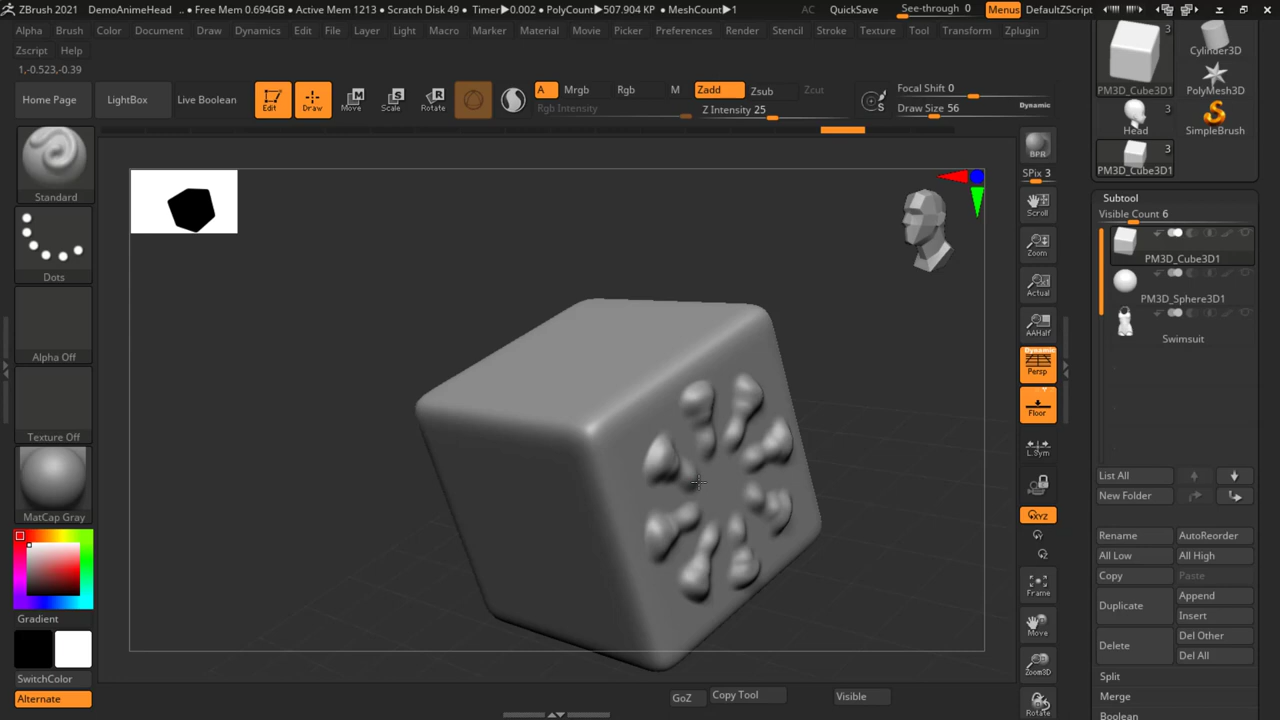 ZBrush 2021 DemoAnimeHead .. • Free Mem 0.694GB • Active Mem 1213 • Scratch Disk 49 • Timer▶0.002 • PolyCount▶507.904 KP • MeshCount▶1 AC QuickSave See-through 0 Menus DefaultZScript
Alpha Brush Color Document Draw Dynamics Edit File Layer Light Macro Marker Material Movie Picker Preferences Render Stencil Stroke Texture Tool Transform Zplugin
Zscript Help
1,-0.523,-0.39
Home Page LightBox Live Boolean Edit Draw Move Scale Rotate
A Mrgb Rgb M Zadd Zsub Zcut
Rgb Intensity Z Intensity 25
Focal Shift 0
Draw Size 56 Dynamic
S
Standard
Dots
Alpha Off
Texture Off
MatCap Gray
Gradient
SwitchColor
Alternate
BPR
SPix 3
Scroll
Zoom
Actual
AAHalf
Dynamic
Persp
Floor
L.Sym
XYZ
Frame
Move
Zoom3D
Rotate
GoZ Copy Tool Visible
3
PM3D_Cube3D1
Cylinder3D
PolyMesh3D
Head
SimpleBrush
3
PM3D_Cube3D1
Subtool
Visible Count 6
PM3D_Cube3D1
PM3D_Sphere3D1
Swimsuit
List All
New Folder
Rename AutoReorder
All Low All High
Copy Paste
Duplicate Append
Insert
Delete Del Other
Del All
Split
Merge
Boolean